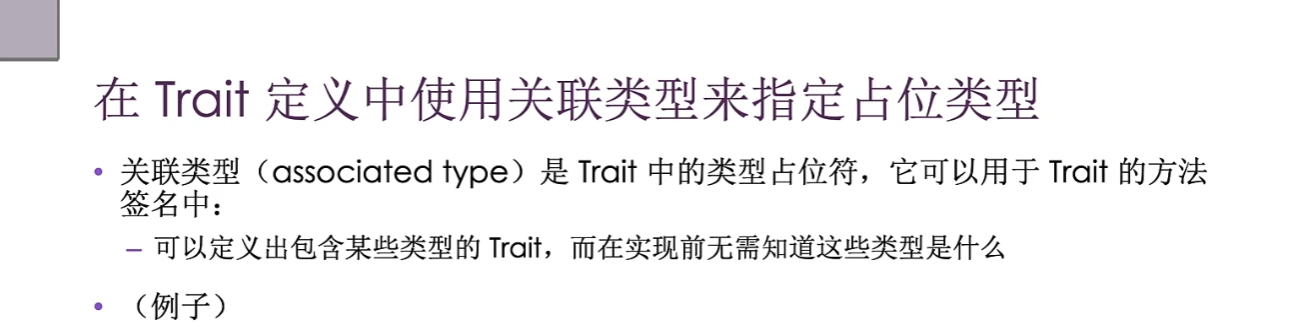 在 Trait 定义中使用关联类型来指定占位类型
• 关联类型（associated type）是 Trait 中的类型占位符，它可以用于 Trait 的方法
签名中：
– 可以定义出包含某些类型的 Trait，而在实现前无需知道这些类型是什么
• （例子）